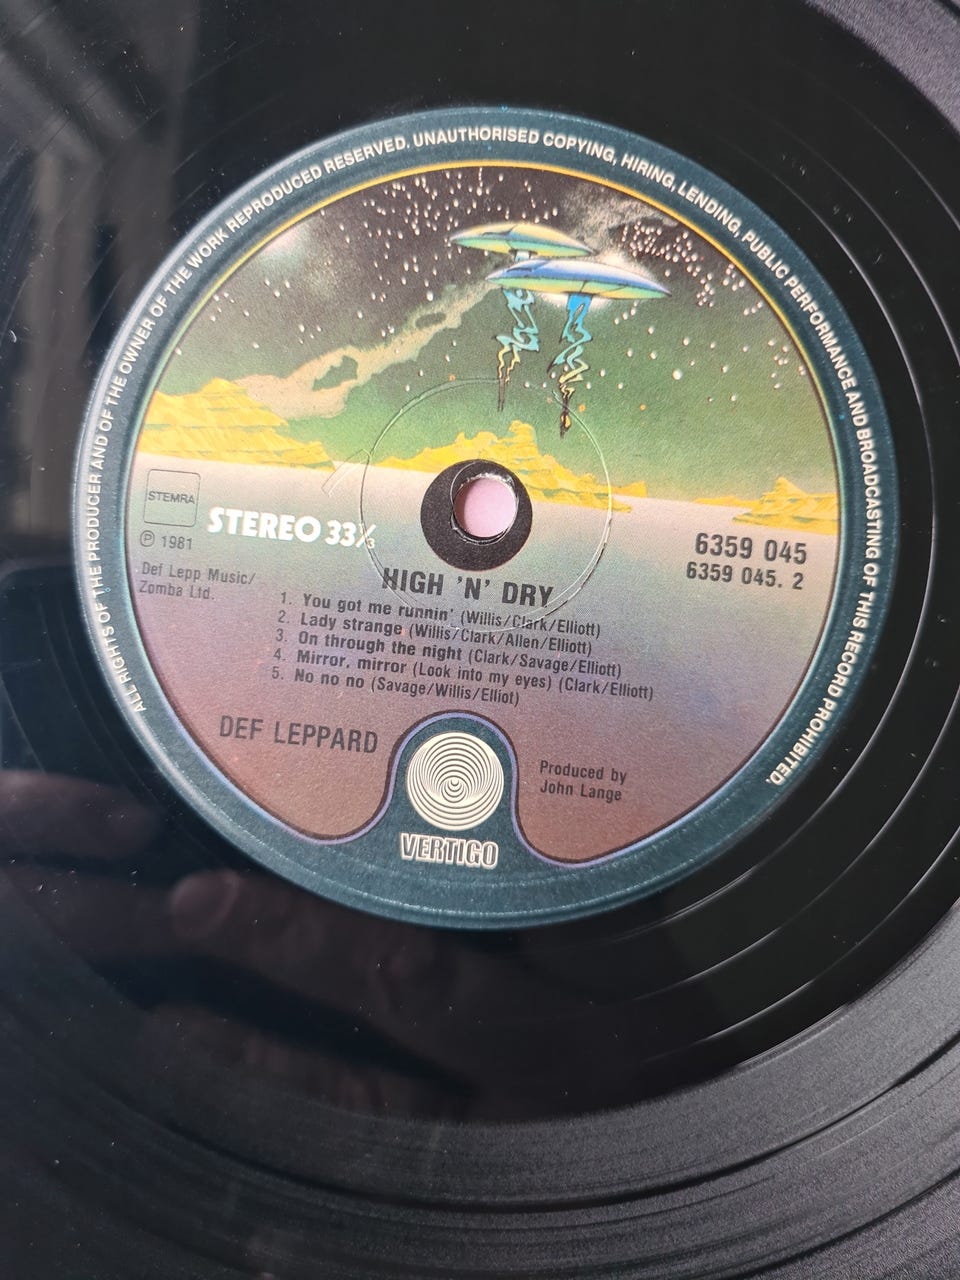 ALL RIGHTS OF THE PRODUCER AND OF THE OWNER OF THE WORK REPRODUCED RESERVED. UNAUTHORISED COPYING, HIRING, LENDING, PUBLIC PERFORMANCE AND BROADCASTING OF THIS RECORD PROHIBITED.
STEMRA
STEREO 33⅓
℗ 1981
6359 045
6359 045. 2
Def Lepp Music/
Zomba Ltd.
HIGH 'N' DRY
1. You got me runnin' (Willis/Clark/Elliott)
2. Lady strange (Willis/Clark/Allen/Elliott)
3. On through the night (Clark/Savage/Elliott)
4. Mirror, mirror (Look into my eyes) (Clark/Elliott)
5. No no no (Savage/Willis/Elliot)
DEF LEPPARD
Produced by
John Lange
VERTIGO